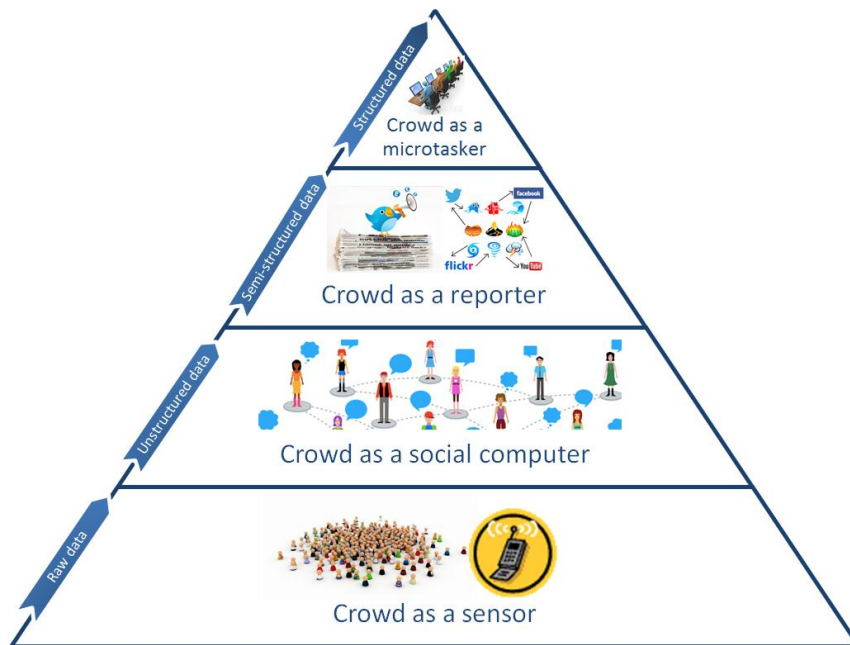 Structured data
Crowd as a
microtasker
Semi-structured data
facebook
flickr
YouTube
Crowd as a reporter
Unstructured data
Crowd as a social computer
Raw data
Crowd as a sensor